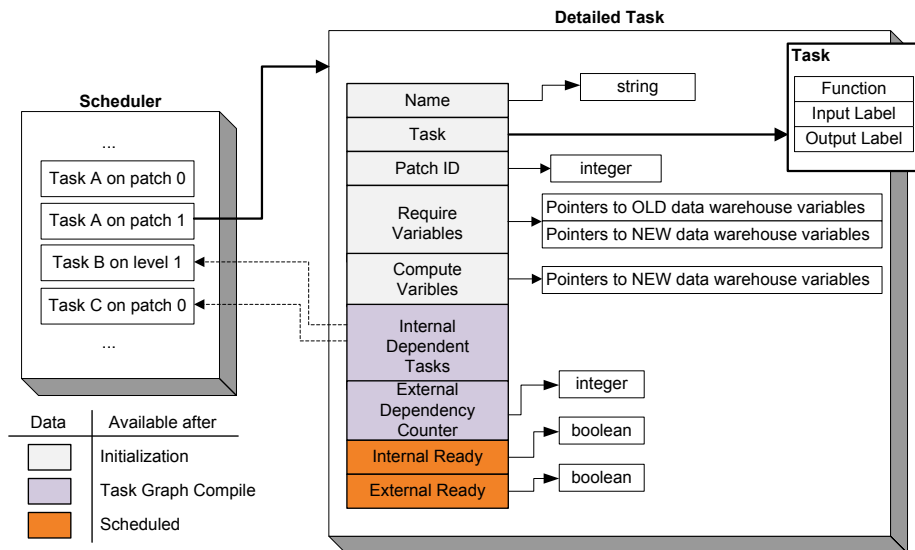 Detailed Task
Scheduler
...
Task A on patch 0
Task A on patch 1
Task B on level 1
Task C on patch 0
...
Name
string
Task
Patch ID
integer
Require
Variables
Pointers to OLD data warehouse variables
Pointers to NEW data warehouse variables
Compute
Varibles
Pointers to NEW data warehouse variables
Internal
Dependent
Tasks
External
Dependency
Counter
integer
Internal Ready
boolean
External Ready
boolean
Task
Function
Input Label
Output Label
Data
Available after
Initialization
Task Graph Compile
Scheduled